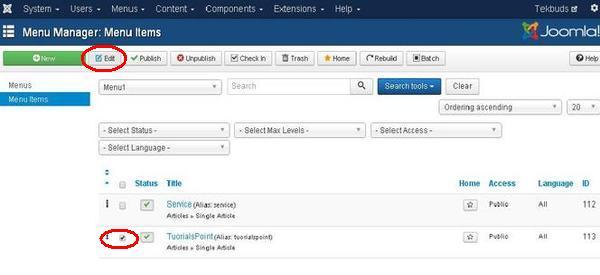 System Users Menus Content Components Extensions Help Tekbuds
Menu Manager: Menu Items Joomla!
New Edit Publish Unpublish Check In Trash Home Rebuild Batch Help
Menus
Menu Items
Menu1 Search Search tools Clear
Ordering ascending 20
- Select Status - - Select Max Levels - - Select Access -
- Select Language -
Status Title Home Access Language ID
Service (Alias: service) Public All 112
Articles » Single Article
TuorialsPoint (Alias: tuorialspoint) Public All 113
Articles » Single Article